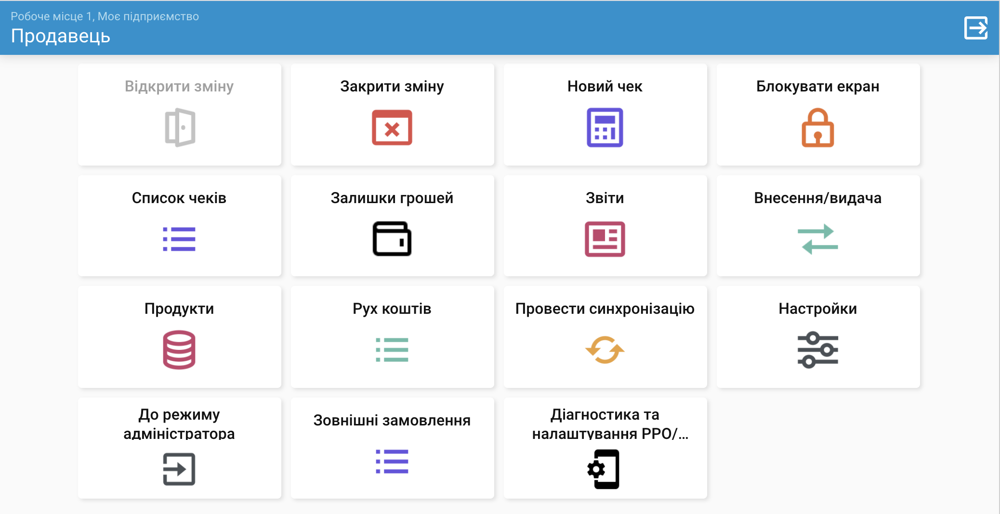 Робоче місце 1, Моє підприємство
Продавець
Відкрити зміну
Закрити зміну
Новий чек
Блокувати екран
Список чеків
Залишки грошей
Звіти
Внесення/видача
Продукти
Рух коштів
Провести синхронізацію
Настройки
До режиму
адміністратора
Зовнішні замовлення
Діагностика та
налаштування РРО/...